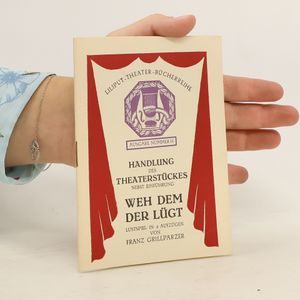 LILIPUT-THEATER-BÜCHERREIHE
AUSGABE NUMMER 14
HANDLUNG
DES
THEATERSTÜCKES
NEBST EINFÜHRUNG
WEH DEM
DER LÜGT
LUSTSPIEL IN 5 AUFZÜGEN
VON
FRANZ GRILLPARZER